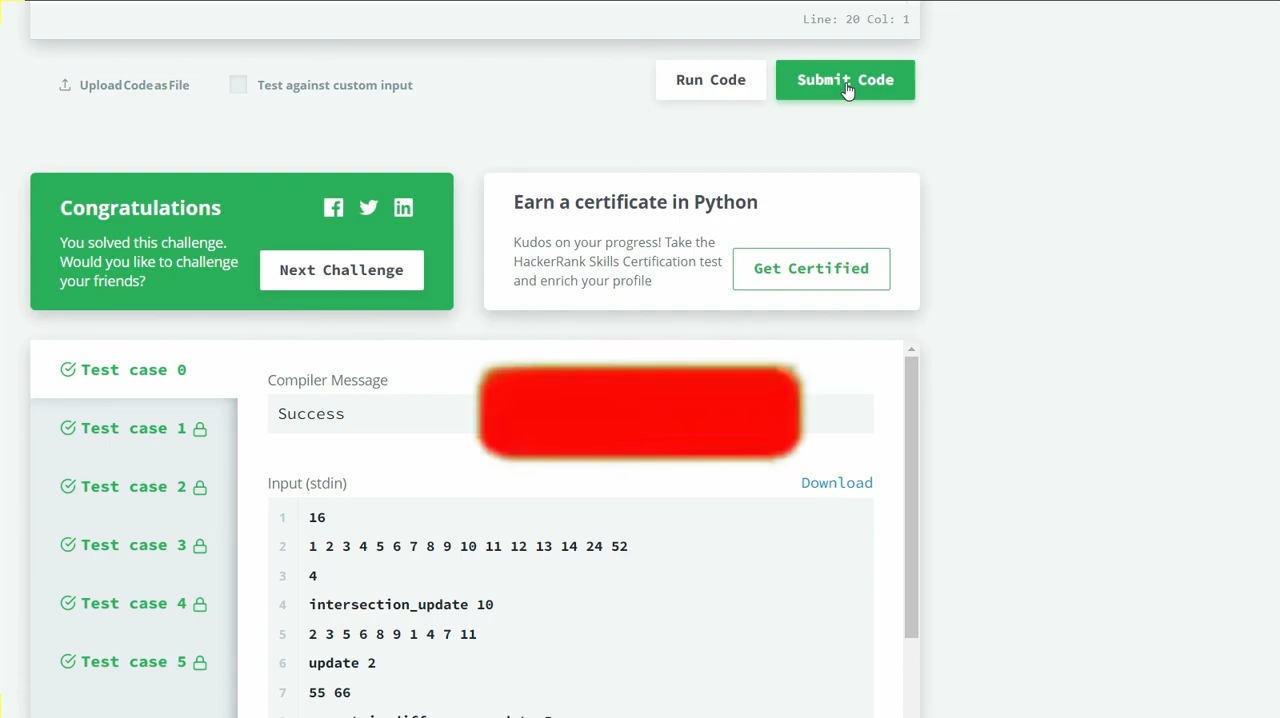 Line: 20 Col: 1
Upload Code as File
Test against custom input
Run Code
Submit Code
Congratulations
You solved this challenge.
Would you like to challenge
your friends?
Next Challenge
Earn a certificate in Python
Kudos on your progress! Take the
HackerRank Skills Certification test
and enrich your profile
Get Certified
Test case 0
Test case 1
Test case 2
Test case 3
Test case 4
Test case 5
Compiler Message
Success
Input (stdin)
Download
1 16
2 1 2 3 4 5 6 7 8 9 10 11 12 13 14 24 52
3 4
4 intersection_update 10
5 2 3 5 6 8 9 1 4 7 11
6 update 2
7 55 66